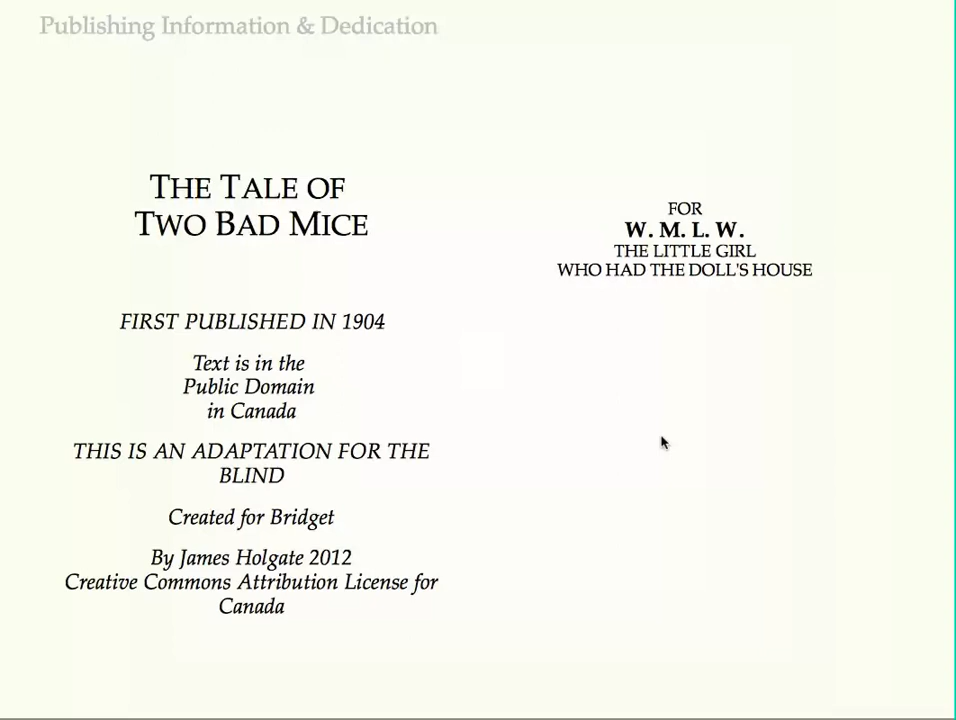 Publishing Information & Dedication
THE TALE OF
TWO BAD MICE
FIRST PUBLISHED IN 1904
Text is in the
Public Domain
in Canada
THIS IS AN ADAPTATION FOR THE
BLIND
Created for Bridget
By James Holgate 2012
Creative Commons Attribution License for
Canada
FOR
W. M. L. W.
THE LITTLE GIRL
WHO HAD THE DOLL'S HOUSE